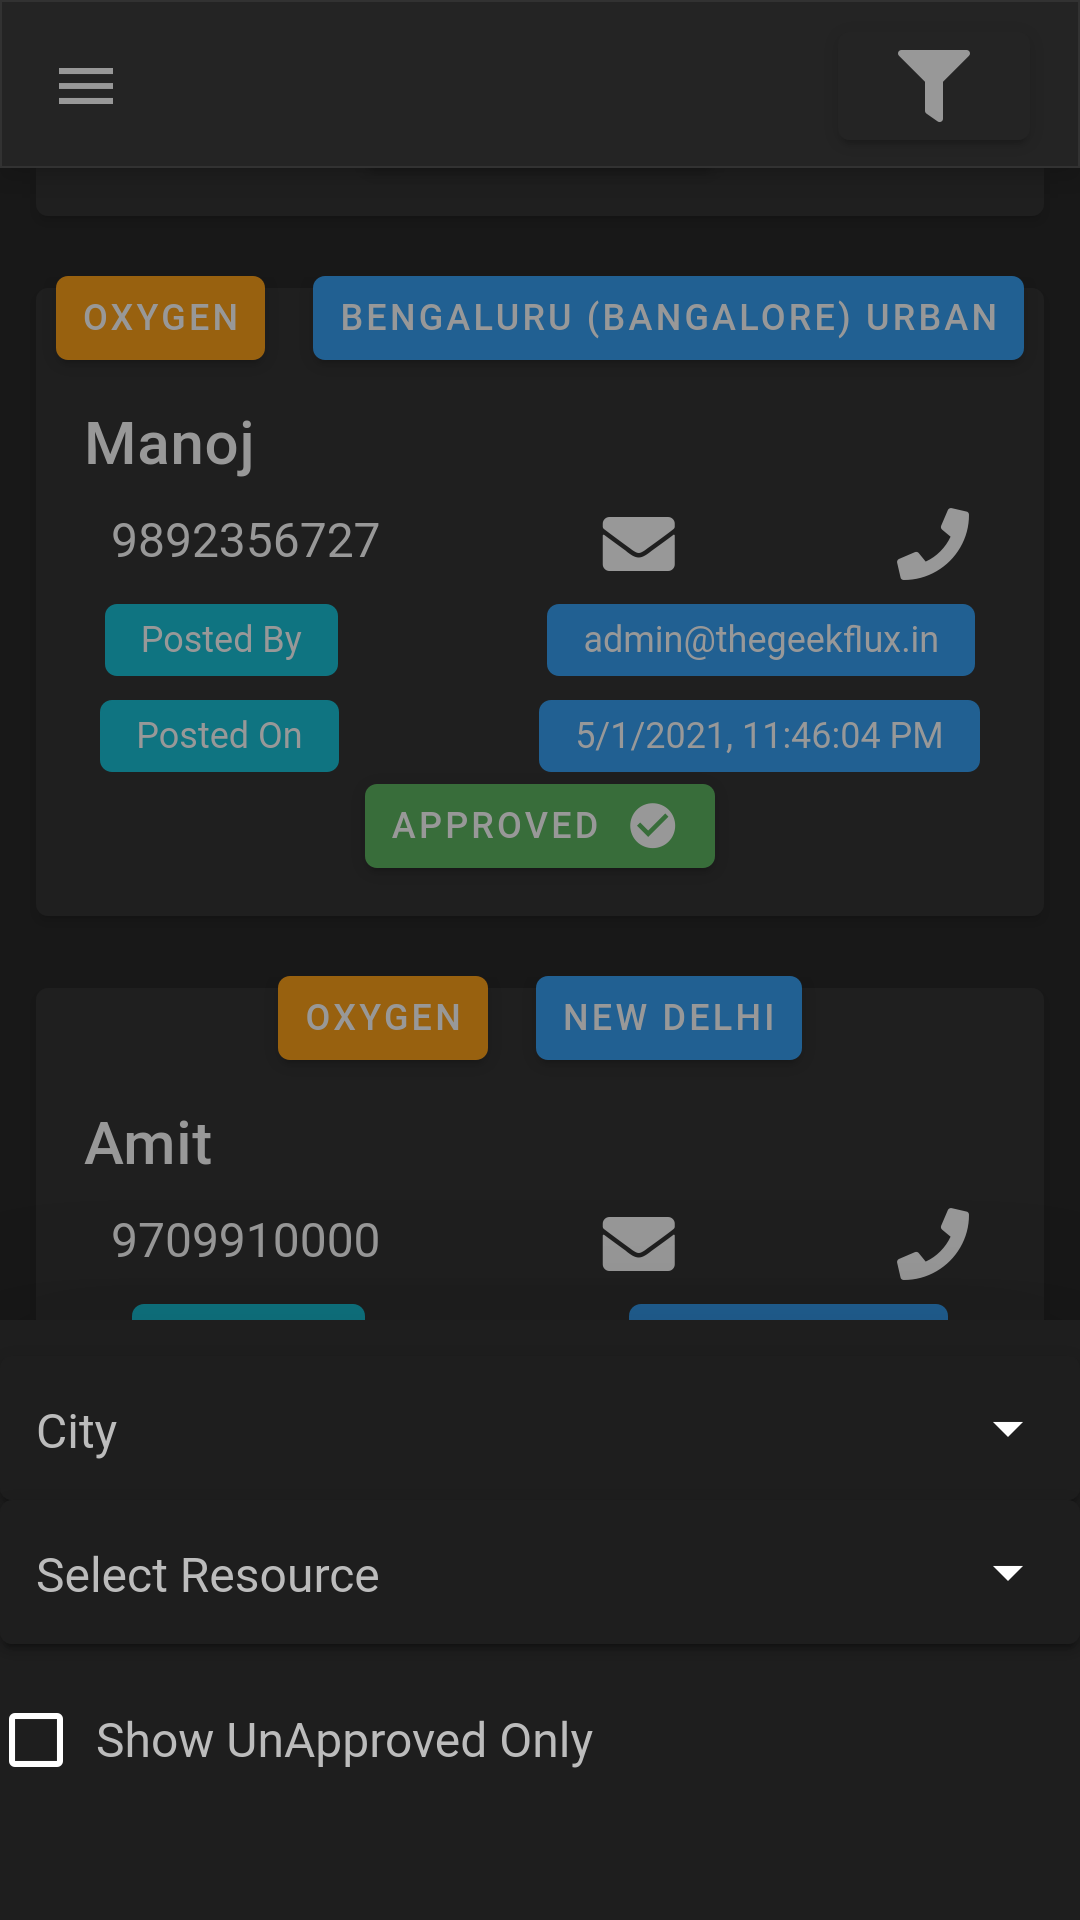 OXYGEN
BENGALURU (BANGALORE) URBAN
Manoj
9892356727
Posted By
admin@thegeekflux.in
Posted On
5/1/2021, 11:46:04 PM
APPROVED
OXYGEN
NEW DELHI
Amit
9709910000
City
Select Resource
Show UnApproved Only